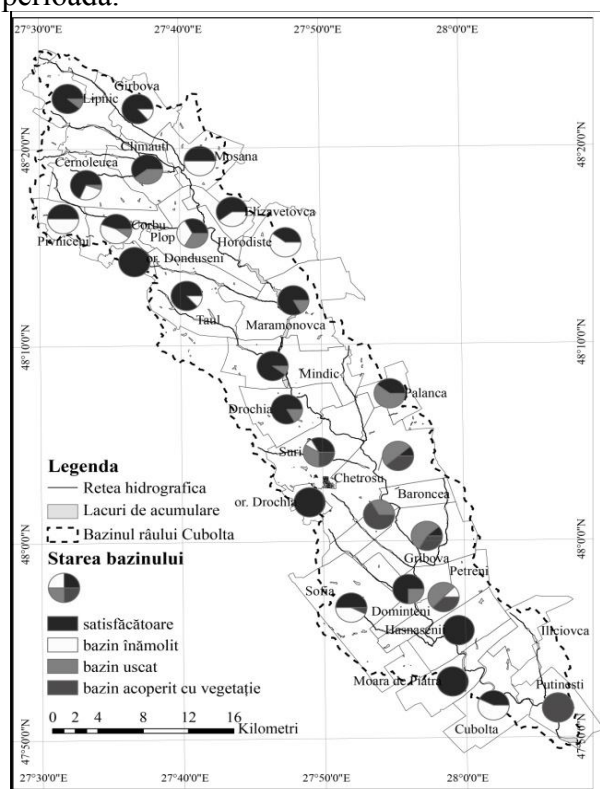 perioada.
27°30'0"E 27°40'0"E 27°50'0"E 28°0'0"E
48°20'0"N
48°10'0"N
48°0'0"N
47°50'0"N
48°20'0"N
48°10'0"N
48°0'0"N
47°50'0"N
Girbova
Lipnic
Climauti
Mosana
Cernoleuca
Elizavetovca
Corbu
Plop
Horodiste
Pivniceni
or. Donduseni
Taul
Maramonovca
Mindic
Palanca
Drochia
Suri
Chetrosu
Baroncea
or. Drochia
Gribova
Petreni
Sofia
Dominteni
Hasnasenii
Iliciovca
Moara de Piatra
Putinesti
Cubolta
Legenda
Retea hidrografica
Lacuri de acumulare
Bazinul râului Cubolta
Starea bazinului
satisfăcătoare
bazin înămolit
bazin uscat
bazin acoperit cu vegetație
0 2 4 8 12 16
Kilometri
27°30'0"E 27°40'0"E 27°50'0"E 28°0'0"E